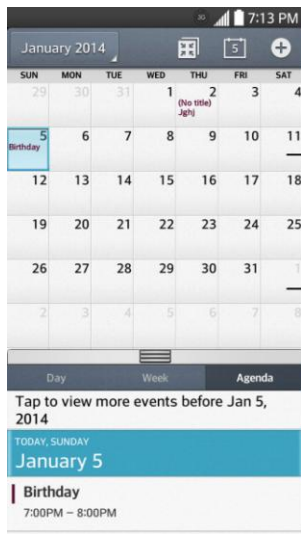 7:13 PM
January 2014 5
SUN MON TUE WED THU FRI SAT
29 30 31 1 2 3 4
(No title)
Jghj
5 6 7 8 9 10 11
Birthday
12 13 14 15 16 17 18
19 20 21 22 23 24 25
26 27 28 29 30 31 1
2 3 4 5 6 7 8
Day Week Agenda
Tap to view more events before Jan 5,
2014
TODAY, SUNDAY
January 5
Birthday
7:00PM – 8:00PM